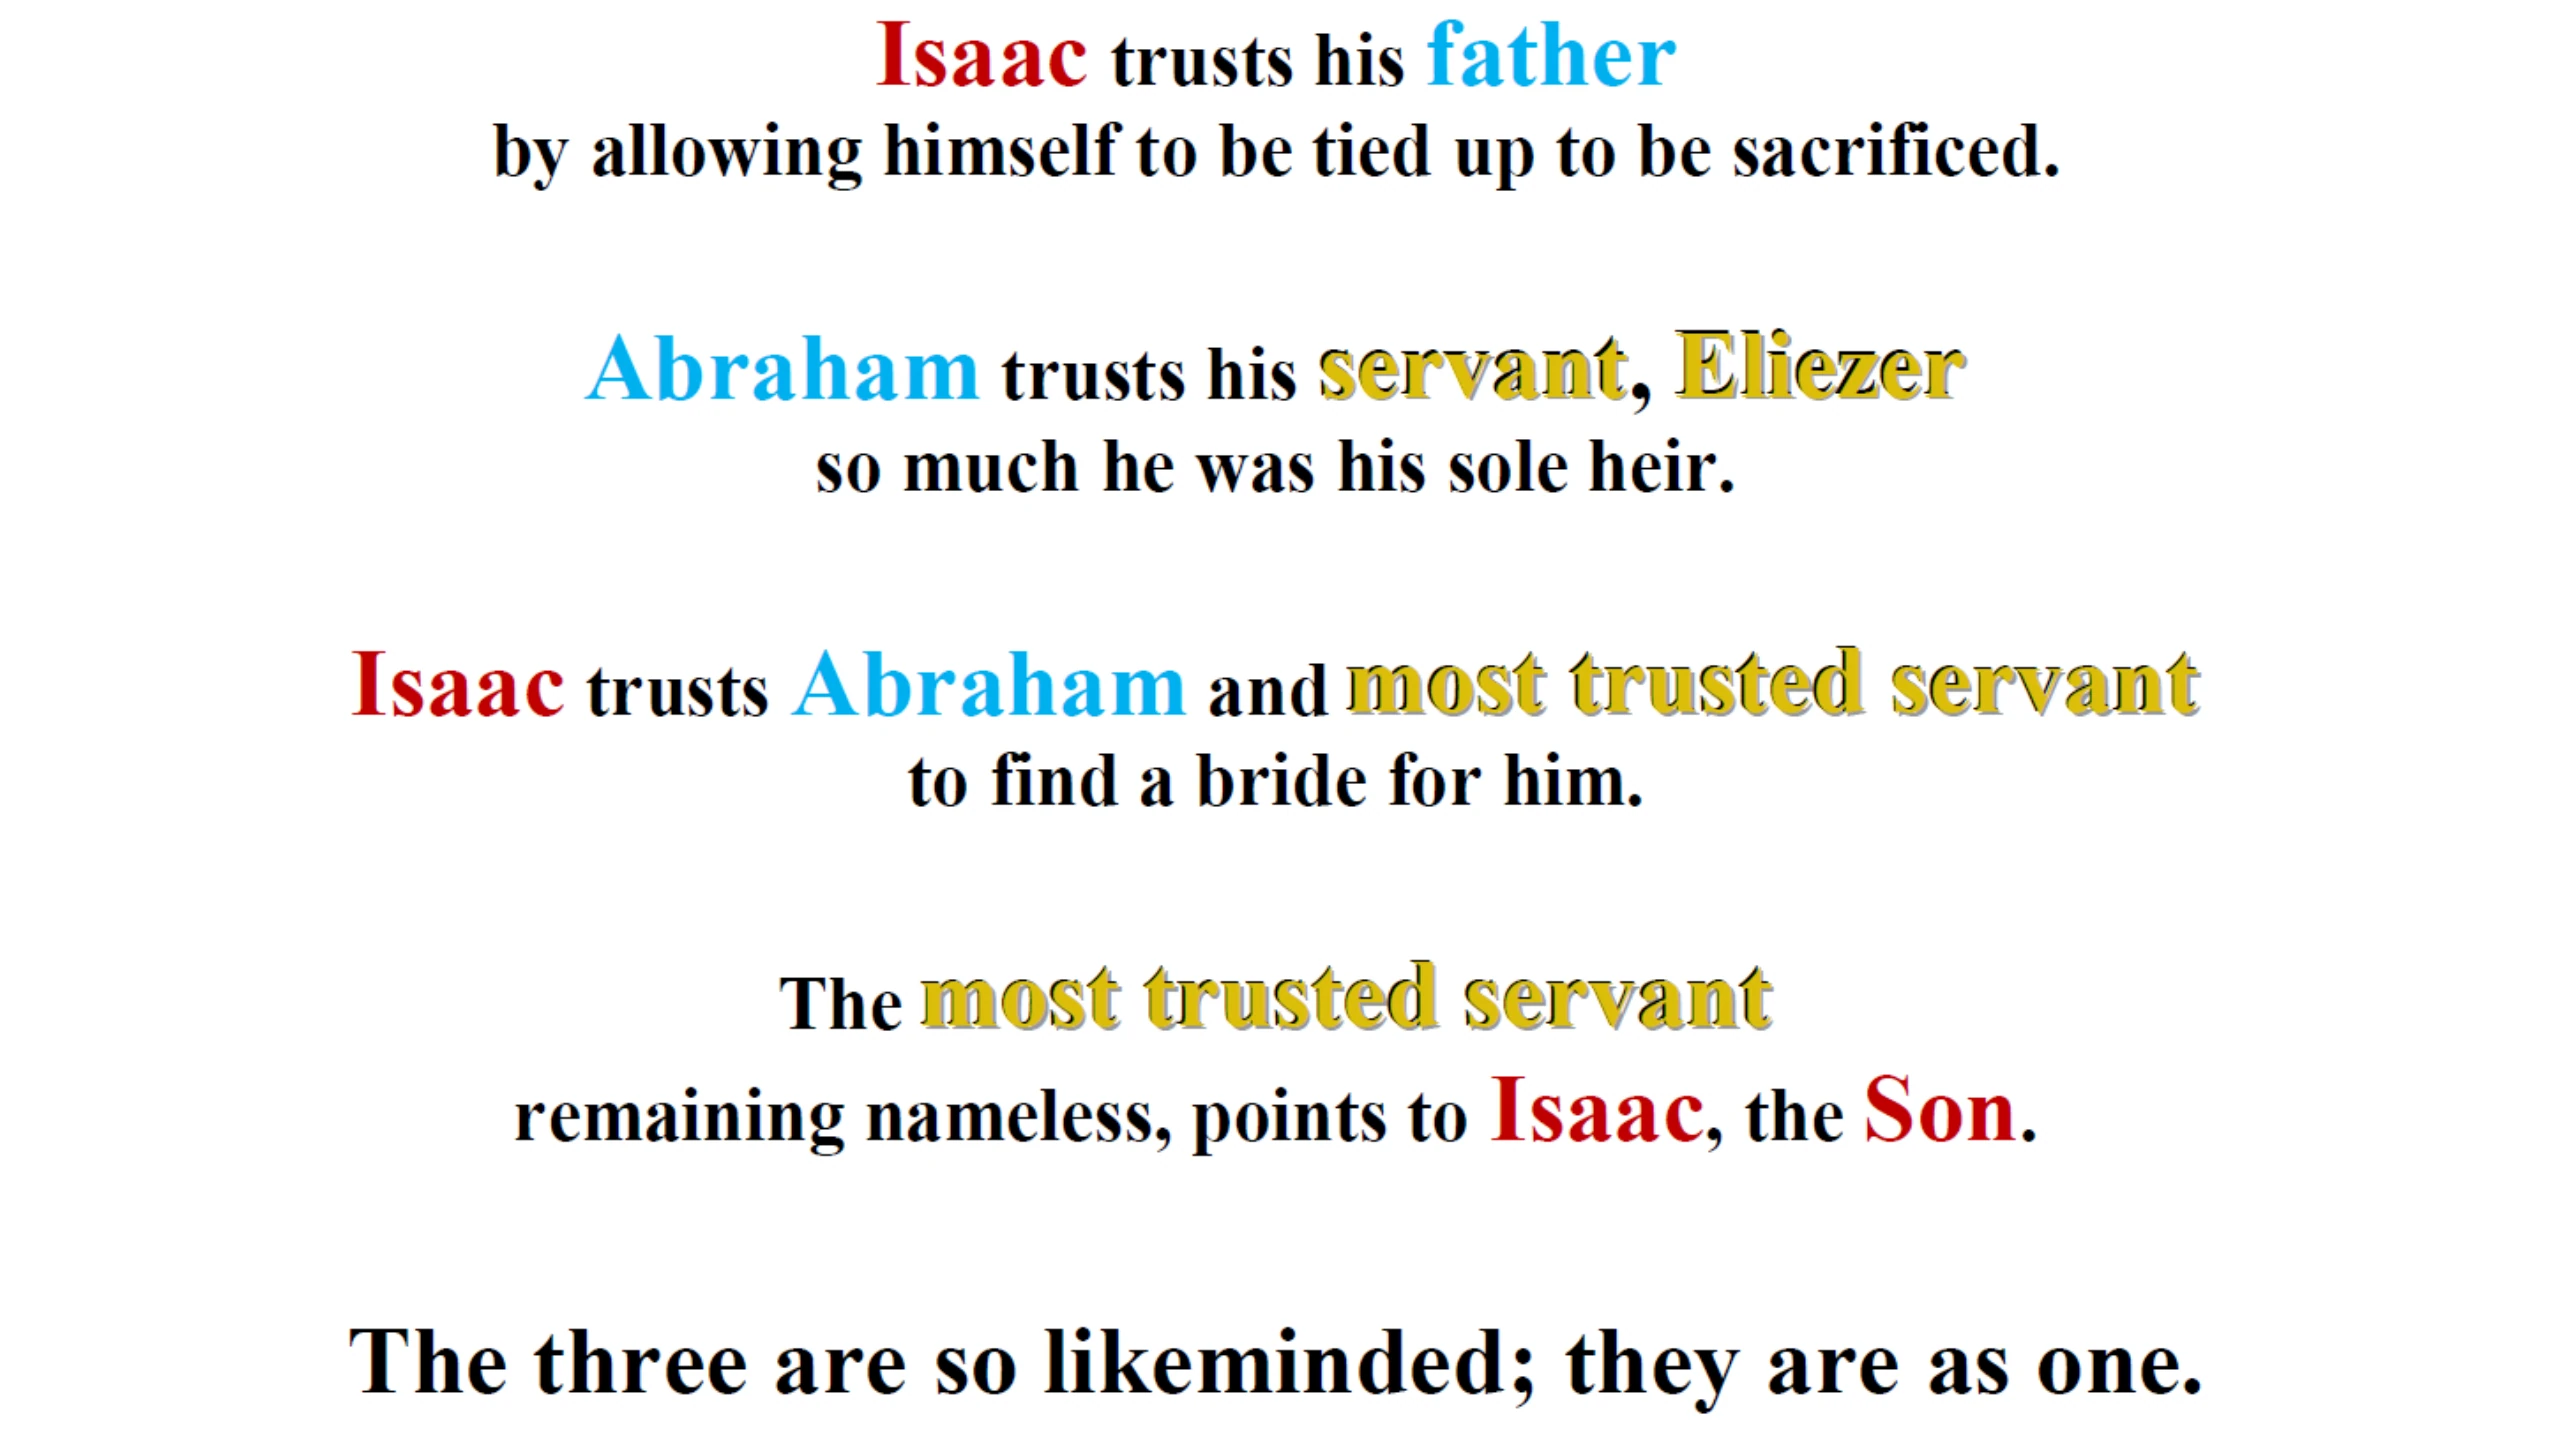 Isaac trusts his father
by allowing himself to be tied up to be sacrificed.
Abraham trusts his servant, Eliezer
so much he was his sole heir.
Isaac trusts Abraham and most trusted servant
to find a bride for him.
The most trusted servant
remaining nameless, points to Isaac, the Son.
The three are so likeminded; they are as one.